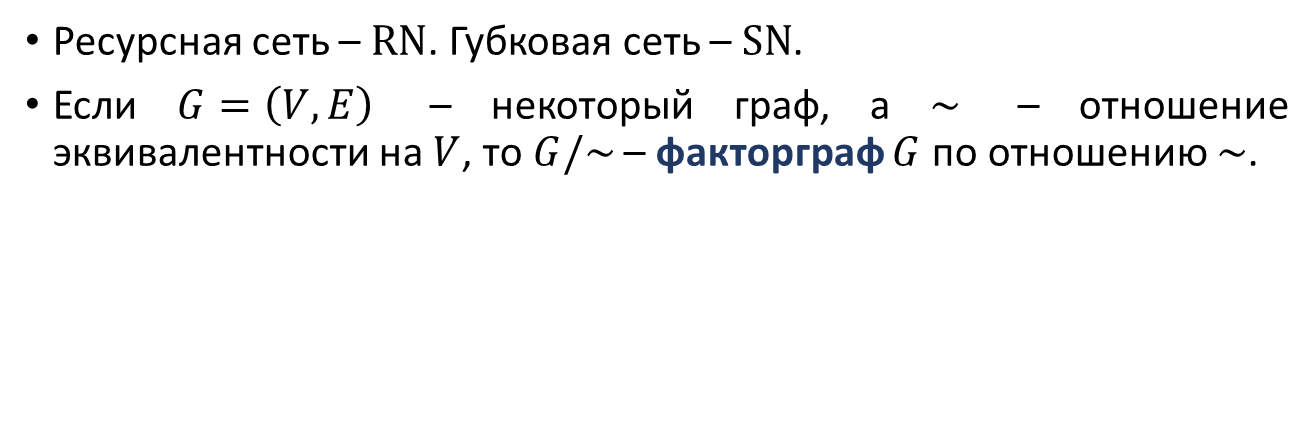 • Ресурсная сеть – RN. Губковая сеть – SN.
• Если G = (V, E) – некоторый граф, а ~ – отношение
эквивалентности на V, то G/~ – факторграф G по отношению ~.